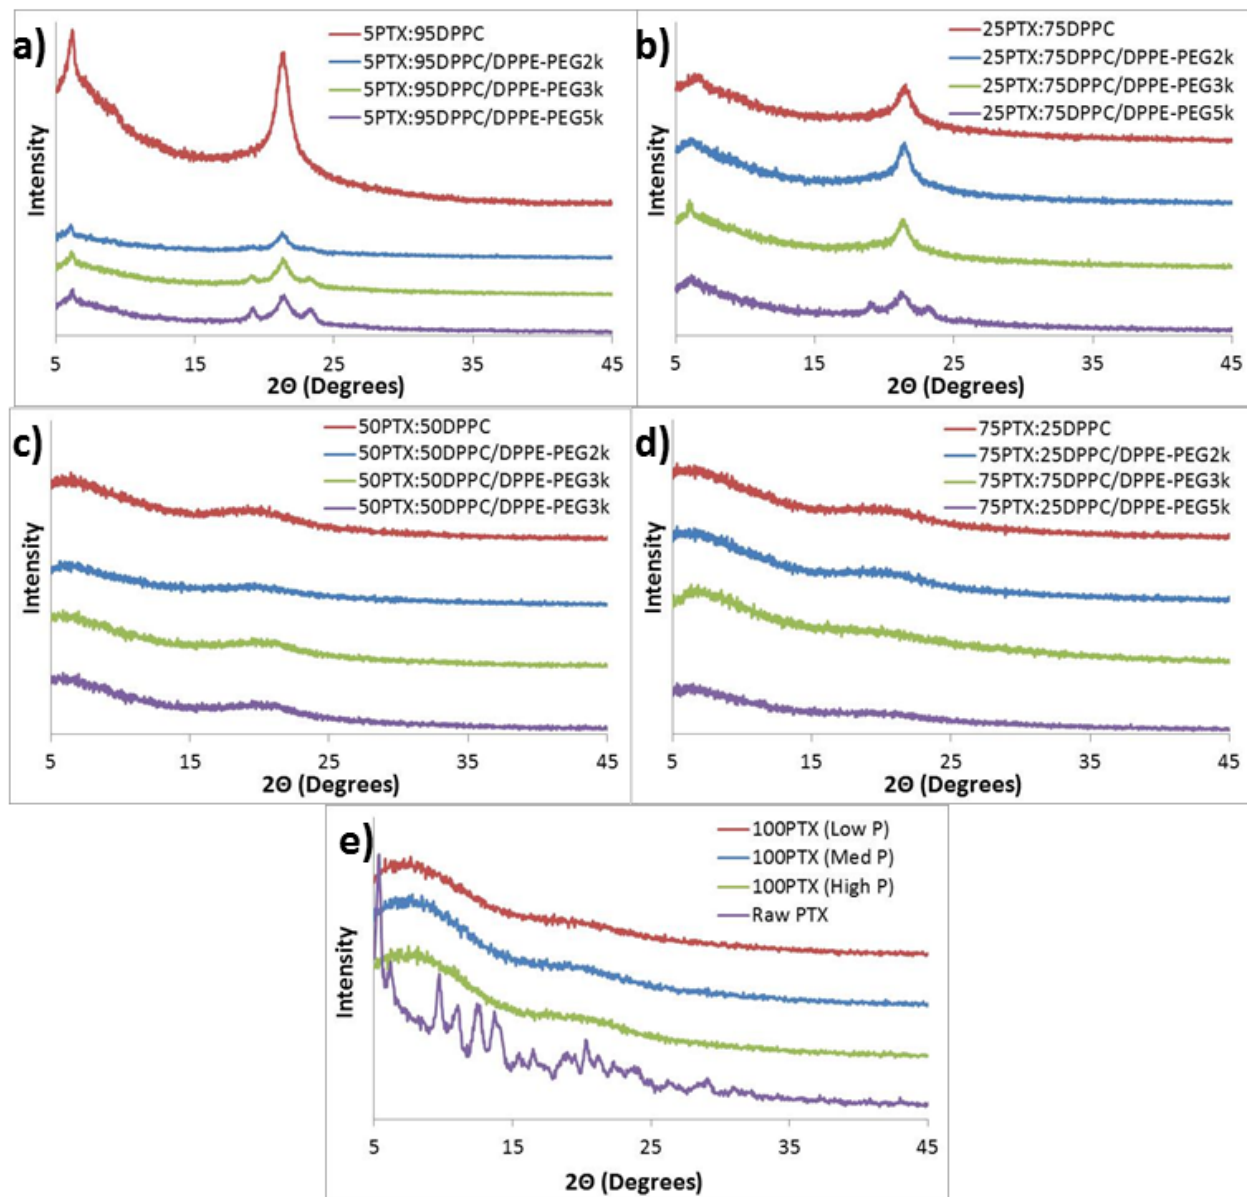 a)
5PTX:95DPPC
5PTX:95DPPC/DPPE-PEG2k
5PTX:95DPPC/DPPE-PEG3k
5PTX:95DPPC/DPPE-PEG5k
Intensity
5 15 25 35 45
2Θ (Degrees)
b)
25PTX:75DPPC
25PTX:75DPPC/DPPE-PEG2k
25PTX:75DPPC/DPPE-PEG3k
25PTX:75DPPC/DPPE-PEG5k
Intensity
5 15 25 35 45
2Θ (Degrees)
c)
50PTX:50DPPC
50PTX:50DPPC/DPPE-PEG2k
50PTX:50DPPC/DPPE-PEG3k
50PTX:50DPPC/DPPE-PEG3k
Intensity
5 15 25 35 45
2Θ (Degrees)
d)
75PTX:25DPPC
75PTX:25DPPC/DPPE-PEG2k
75PTX:75DPPC/DPPE-PEG3k
75PTX:25DPPC/DPPE-PEG5k
Intensity
5 15 25 35 45
2Θ (Degrees)
e)
100PTX (Low P)
100PTX (Med P)
100PTX (High P)
Raw PTX
Intensity
5 15 25 35 45
2Θ (Degrees)